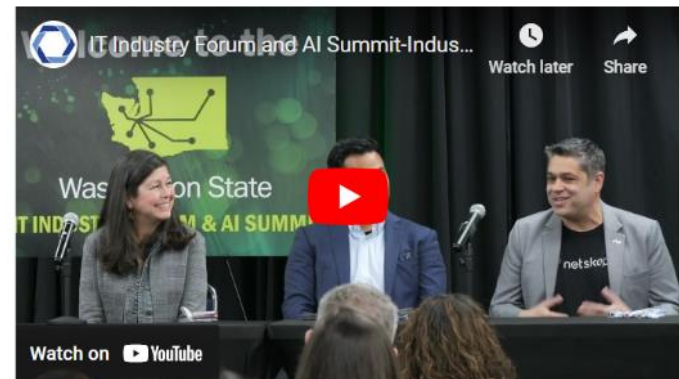 Welcome to the
IT Industry Forum and AI Summit-Indus...
Watch later
Share
Washington State
IT INDUSTRY FORUM & AI SUMMIT
netskope
Watch on YouTube